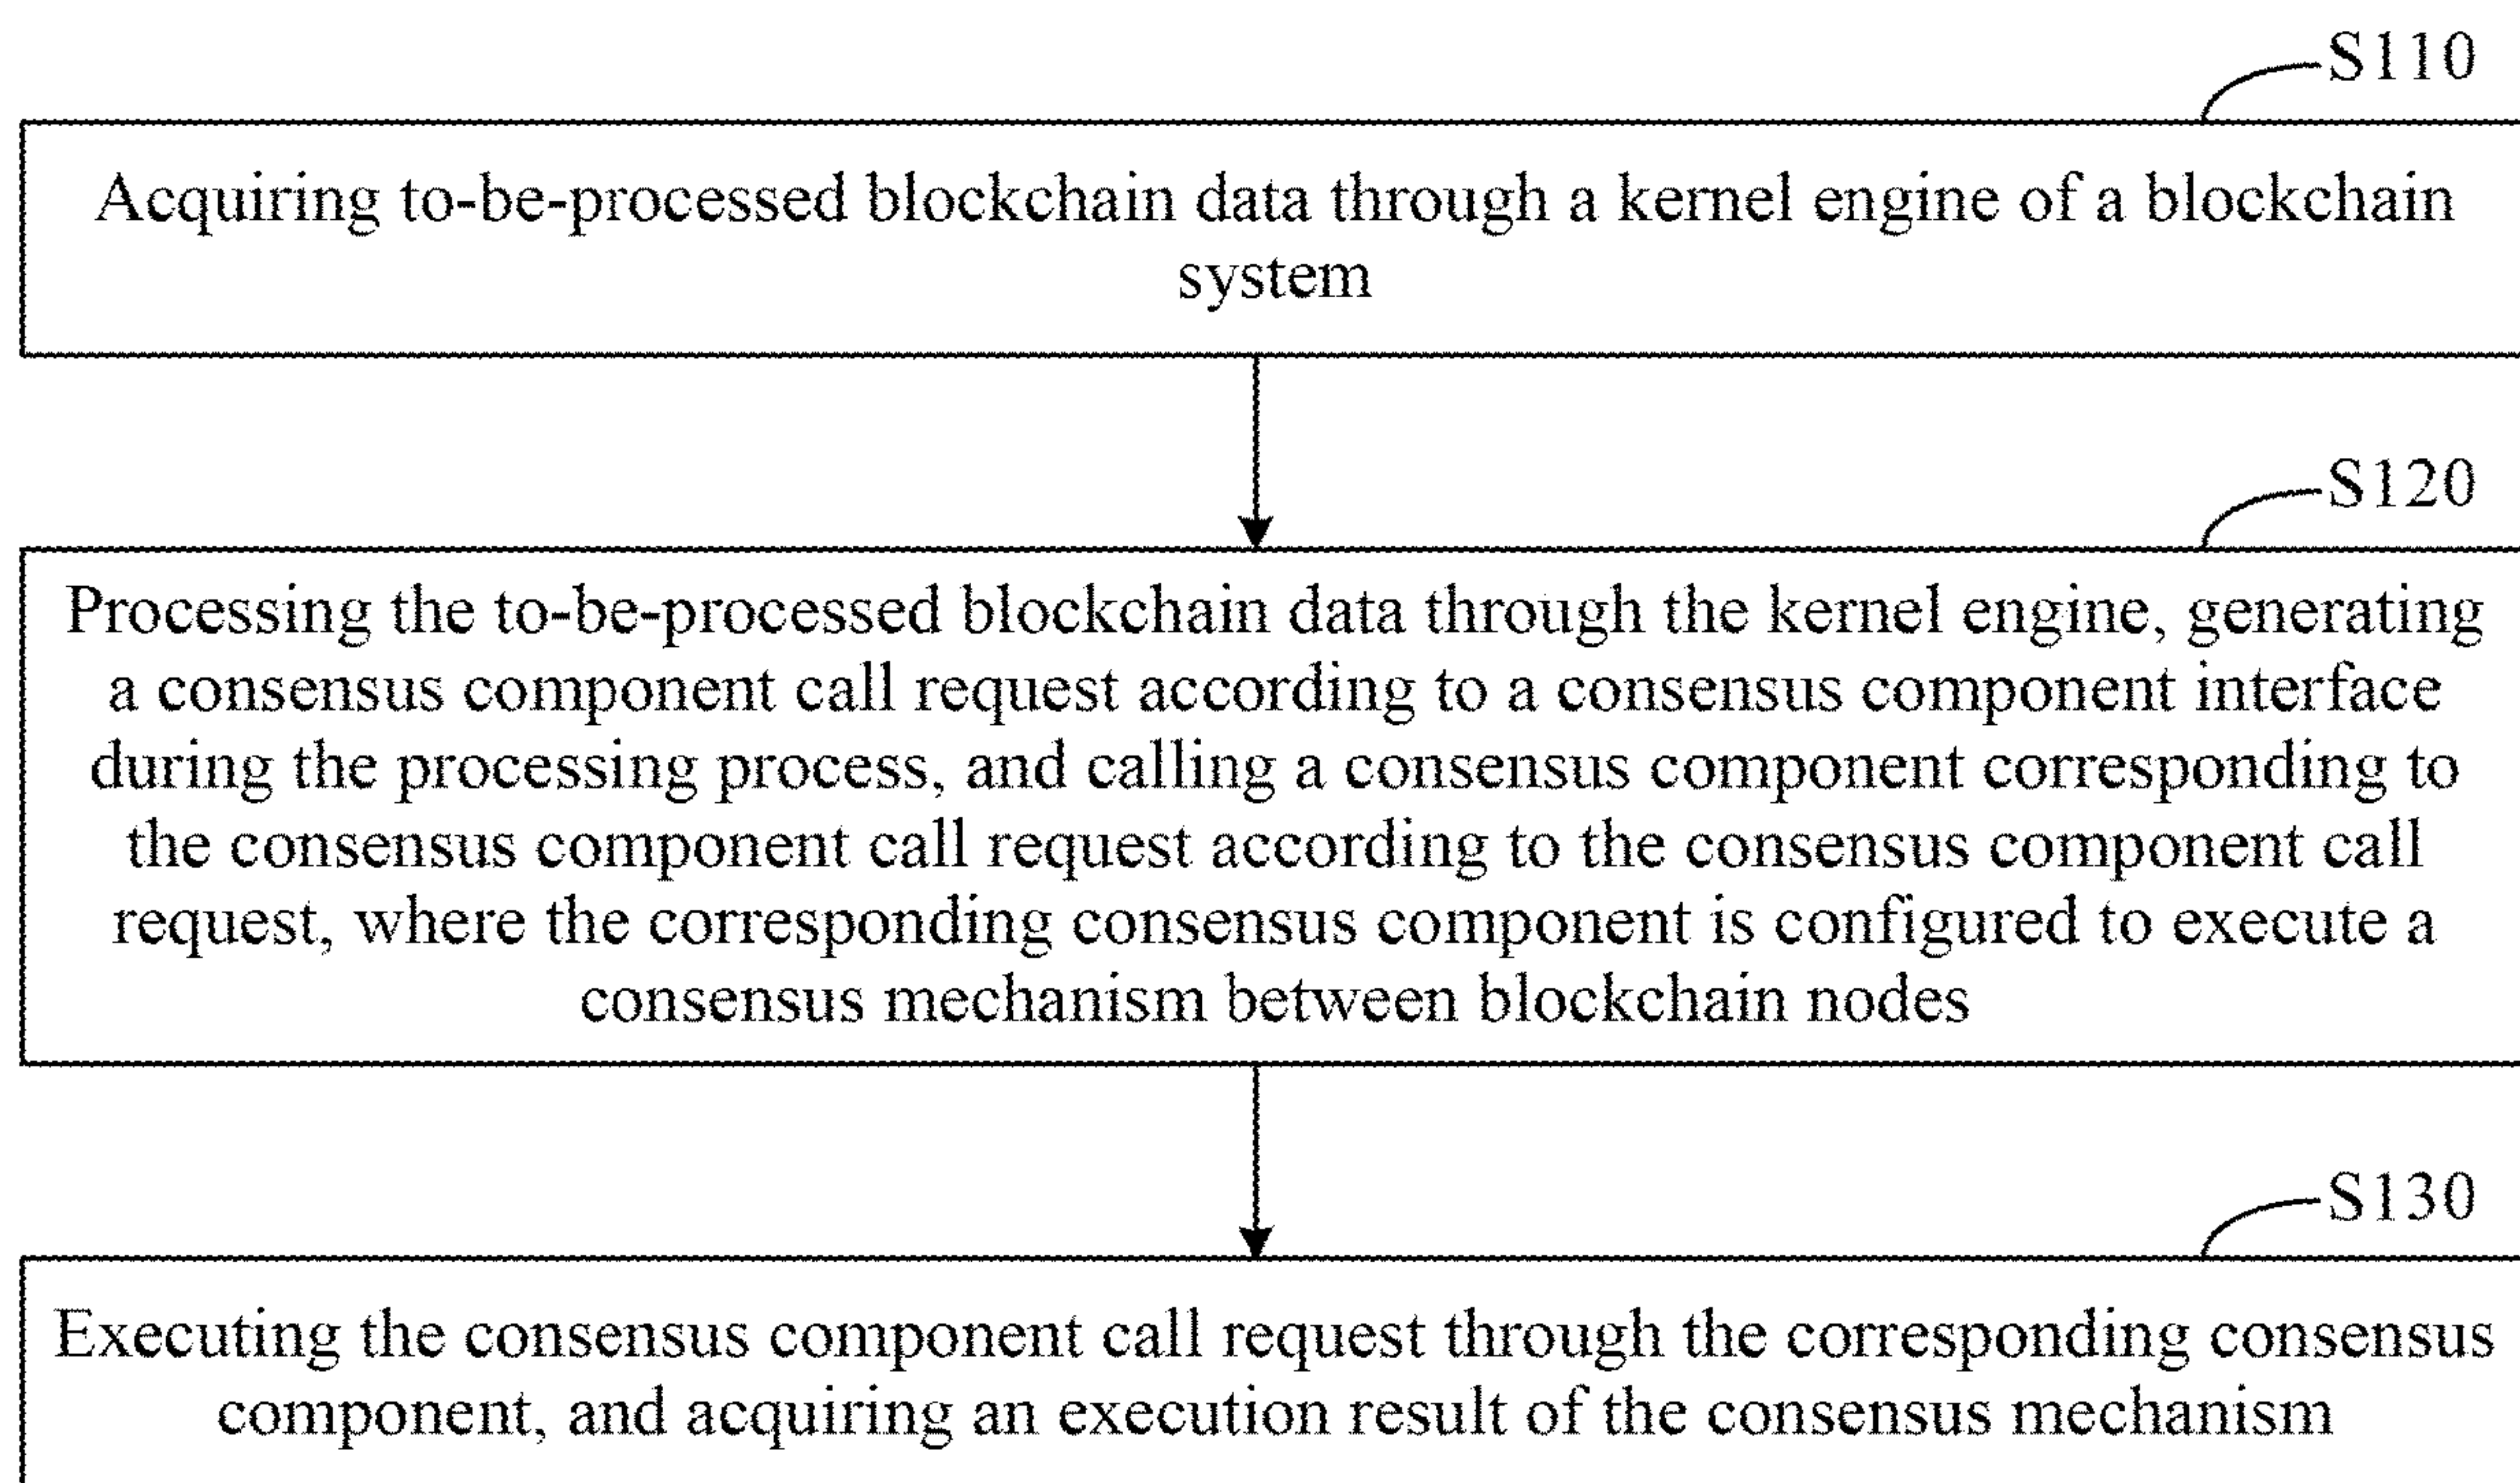 S110
Acquiring to-be-processed blockchain data through a kernel engine of a blockchain
system
S120
Processing the to-be-processed blockchain data through the kernel engine, generating
a consensus component call request according to a consensus component interface
during the processing process, and calling a consensus component corresponding to
the consensus component call request according to the consensus component call
request, where the corresponding consensus component is configured to execute a
consensus mechanism between blockchain nodes
S130
Executing the consensus component call request through the corresponding consensus
component, and acquiring an execution result of the consensus mechanism